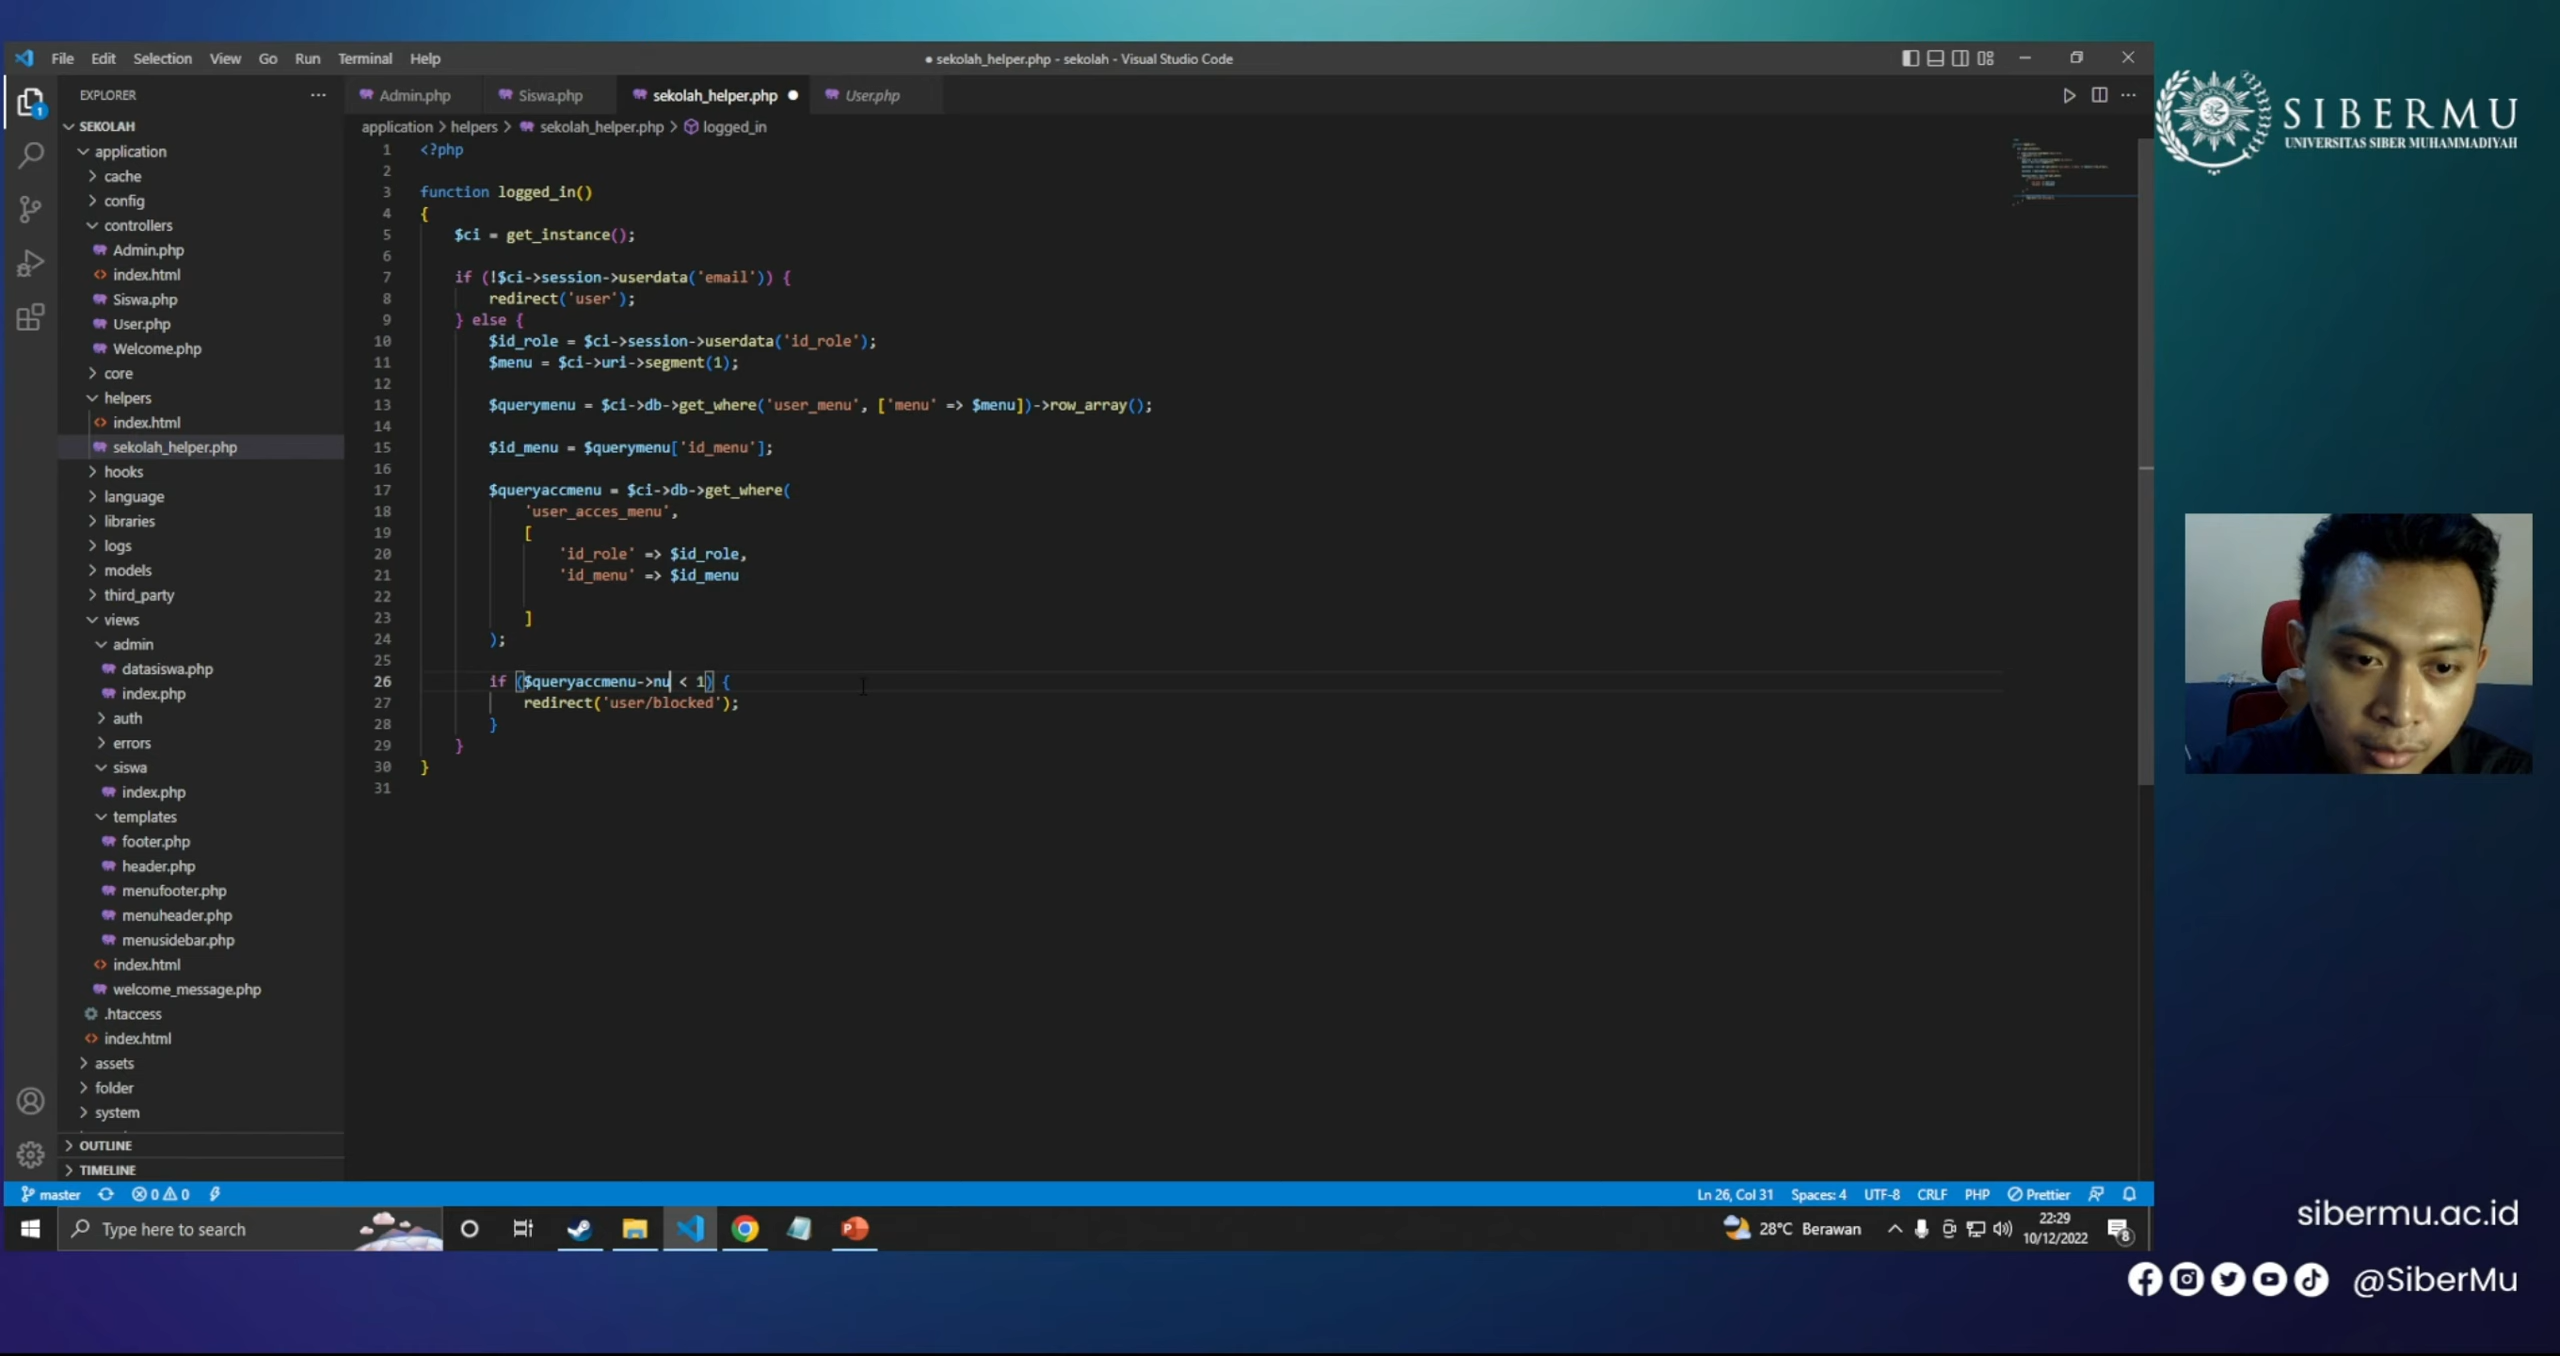 File Edit Selection View Go Run Terminal Help
● sekolah_helper.php - sekolah - Visual Studio Code
EXPLORER
Admin.php
Siswa.php
sekolah_helper.php
User.php
application > helpers > sekolah_helper.php > logged_in
SEKOLAH
application
cache
config
controllers
Admin.php
index.html
Siswa.php
User.php
Welcome.php
core
helpers
index.html
sekolah_helper.php
hooks
language
libraries
logs
models
third_party
views
admin
datasiswa.php
index.php
auth
errors
siswa
index.php
templates
footer.php
header.php
menufooter.php
menuheader.php
menusidebar.php
index.html
welcome_message.php
.htaccess
index.html
assets
folder
system
OUTLINE
TIMELINE
1 <?php
2
3 function logged_in()
4 {
5 $ci = get_instance();
6
7 if (!$ci->session->userdata('email')) {
8 redirect('user');
9 } else {
10 $id_role = $ci->session->userdata('id_role');
11 $menu = $ci->uri->segment(1);
12
13 $querymenu = $ci->db->get_where('user_menu', ['menu' => $menu])->row_array();
14
15 $id_menu = $querymenu['id_menu'];
16
17 $queryaccmenu = $ci->db->get_where(
18 'user_acces_menu',
19 [
20 'id_role' => $id_role,
21 'id_menu' => $id_menu
22
23 ]
24 );
25
26 if ($queryaccmenu->nu < 1) {
27 redirect('user/blocked');
28 }
29 }
30 }
31
1
master 0 0
Ln 26, Col 31 Spaces: 4 UTF-8 CRLF PHP Prettier
Type here to search
28°C Berawan
22:29
10/12/2022
8
SIBERMU
UNIVERSITAS SIBER MUHAMMADIYAH
sibermu.ac.id
@SiberMu